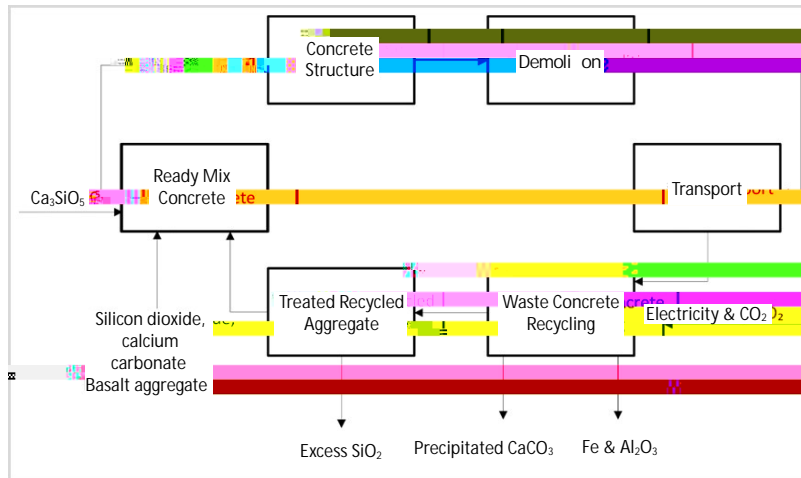 Concrete
Structure
Demoli on
Ready Mix
Concrete
Ca₃SiO₅
Transport
Treated Recycled
Aggregate
Waste Concrete
Recycling
Electricity & CO₂
Silicon dioxide,
calcium
carbonate
Basalt aggregate
Excess SiO₂
Precipitated CaCO₃
Fe & Al₂O₃